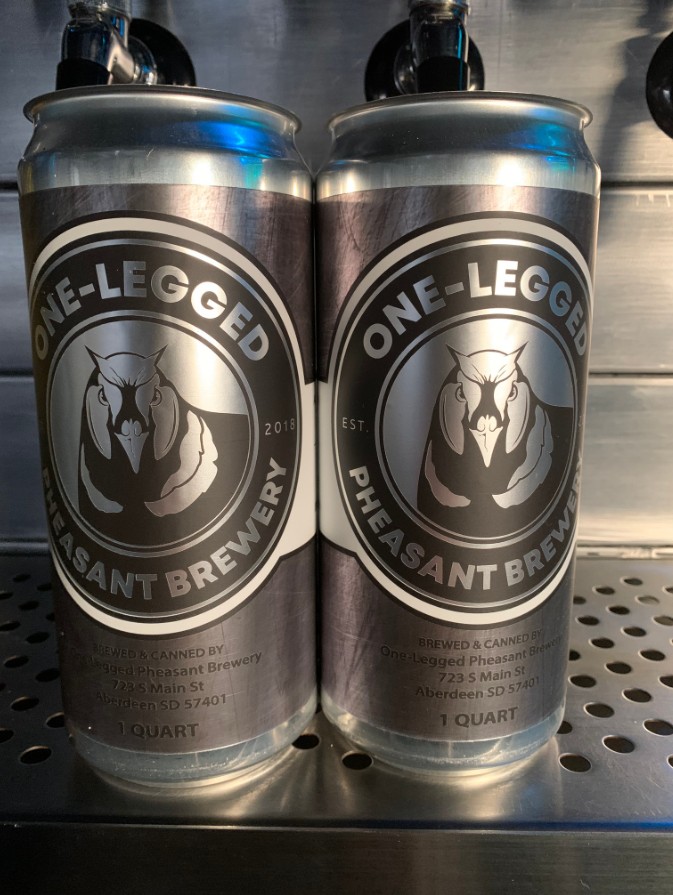 ONE-LEGGED
2018
PHEASANT BREWERY
BREWED & CANNED BY
One-Legged Pheasant Brewery
723 S Main St
Aberdeen SD 57401
1 QUART
ONE-LEGGED
EST.
PHEASANT BREWERY
BREWED & CANNED BY
One-Legged Pheasant Brewery
723 S Main St
Aberdeen SD 57401
1 QUART